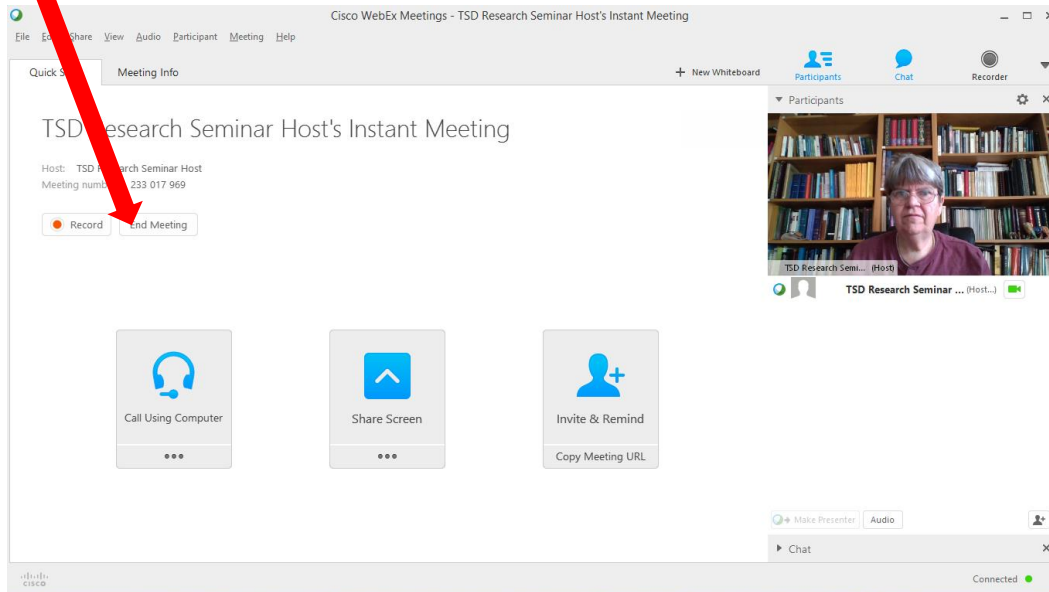 Cisco WebEx Meetings - TSD Research Seminar Host's Instant Meeting
File Share View Audio Participant Meeting Help
Quick Meeting Info
+ New Whiteboard
Participants Chat Recorder
Participants
TSD Research Seminar Host's Instant Meeting
Host: TSD Research Seminar Host
Meeting 233 017 969
Record End Meeting
TSD Research Semi... (Host)
TSD Research Seminar ... (Host...)
Call Using Computer
Share Screen
Invite & Remind
Copy Meeting URL
Make Presenter Audio
Chat
cisco
Connected